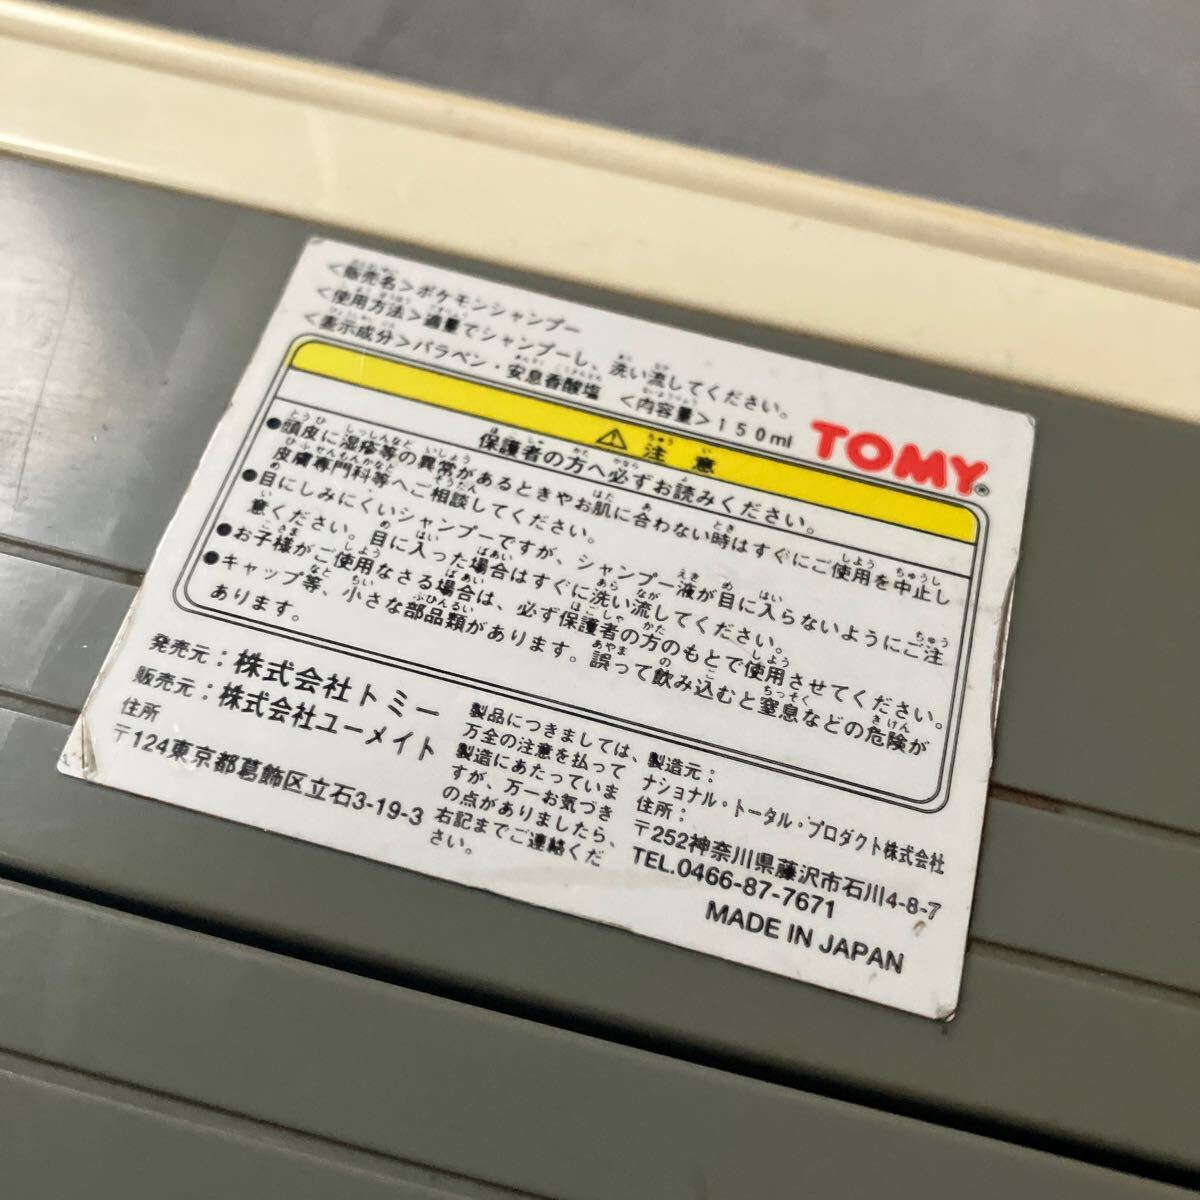 <販売名>ポケモンシャンプー
<使用方法>適量でシャンプーし、洗い流してください。
<表示成分>パラベン・安息香酸塩 <内容量>150ml
TOMY®
⚠注意
保護者の方へ必ずお読みください。
●頭皮に湿疹等の異常があるときやお肌に合わない時はすぐにご使用を中止し
皮膚専門科等へご相談してください。
●目にしみにくいシャンプーですが、シャンプー液が目に入らないようにご注
意ください。目に入った場合はすぐに洗い流してください。
●お子様がご使用なさる場合は、必ず保護者の方のもとで使用させてください。
●キャップ等、小さな部品類があります。誤って飲み込むと窒息などの危険が
あります。
発売元：株式会社トミー
販売元：株式会社ユーメイト
住所
〒124東京都葛飾区立石3-19-3
製品につきましては、
万全の注意を払って
製造にあたっていま
すが、万一お気づき
の点がありましたら、
右記までご連絡くだ
さい。
製造元：
ナショナル・トータル・プロダクト株式会社
住所：
〒252神奈川県藤沢市石川4-8-7
TEL.0466-87-7671
MADE IN JAPAN